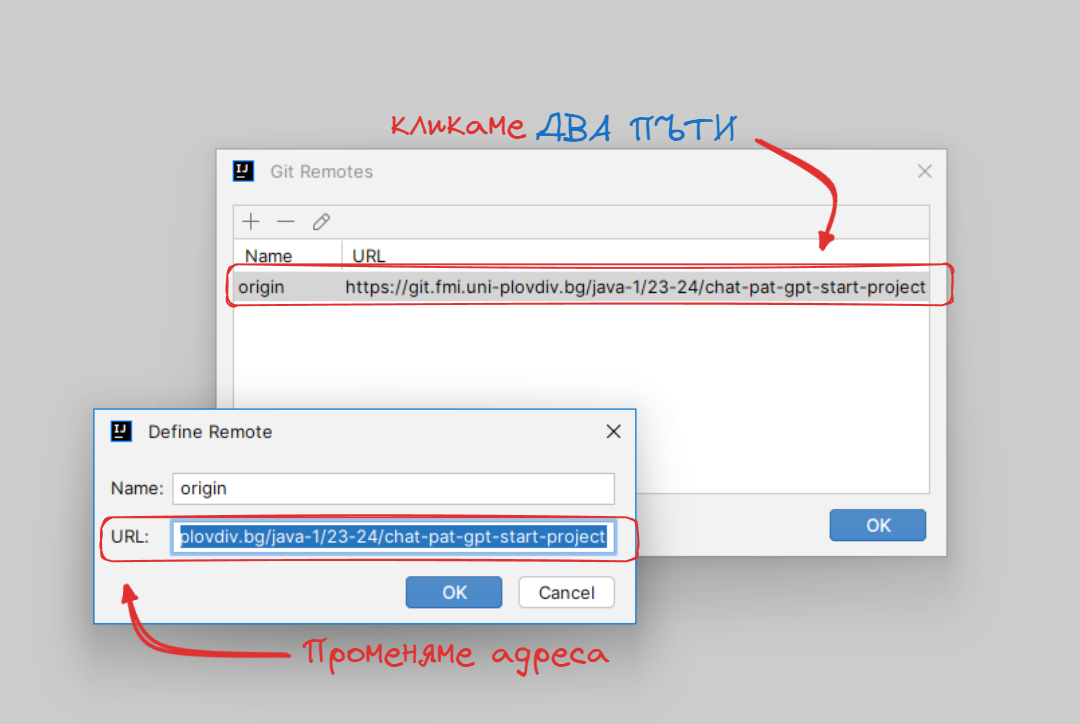 кликаме ДВА ПЪТИ
Git Remotes
Name URL
origin https://git.fmi.uni-plovdiv.bg/java-1/23-24/chat-pat-gpt-start-project
OK
Define Remote
Name: origin
URL: plovdiv.bg/java-1/23-24/chat-pat-gpt-start-project
OK Cancel
Променяме адреса